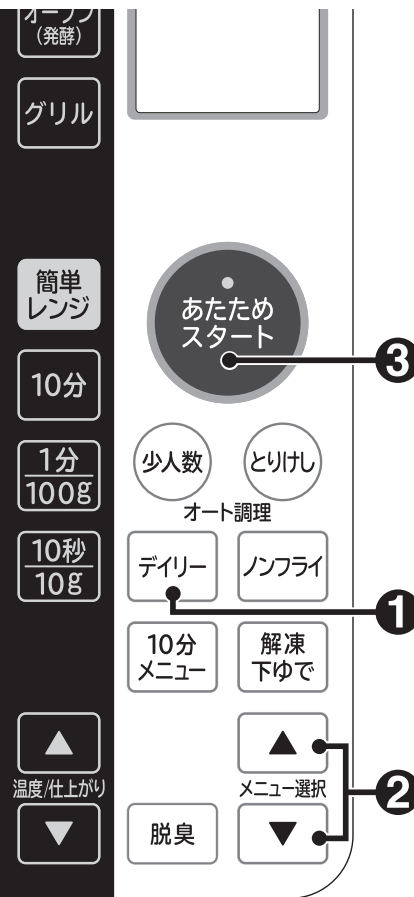 オーブン
(発酵)
グリル
簡単
レンジ
あたため
スタート
❸
10分
1分
100g
少人数
とりけし
オート調理
10秒
10g
デイリー
ノンフライ
❶
10分
メニュー
解凍
下ゆで
▲
▲
温度/仕上がり
メニュー選択
❷
▼
脱臭
▼